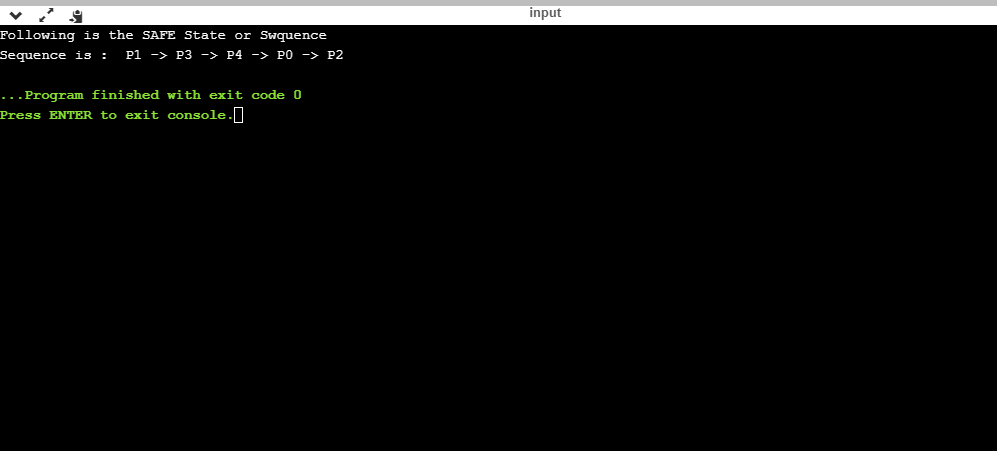 input
Following is the SAFE State or Swquence
Sequence is :  P1 -> P3 -> P4 -> P0 -> P2
...Program finished with exit code 0
Press ENTER to exit console.